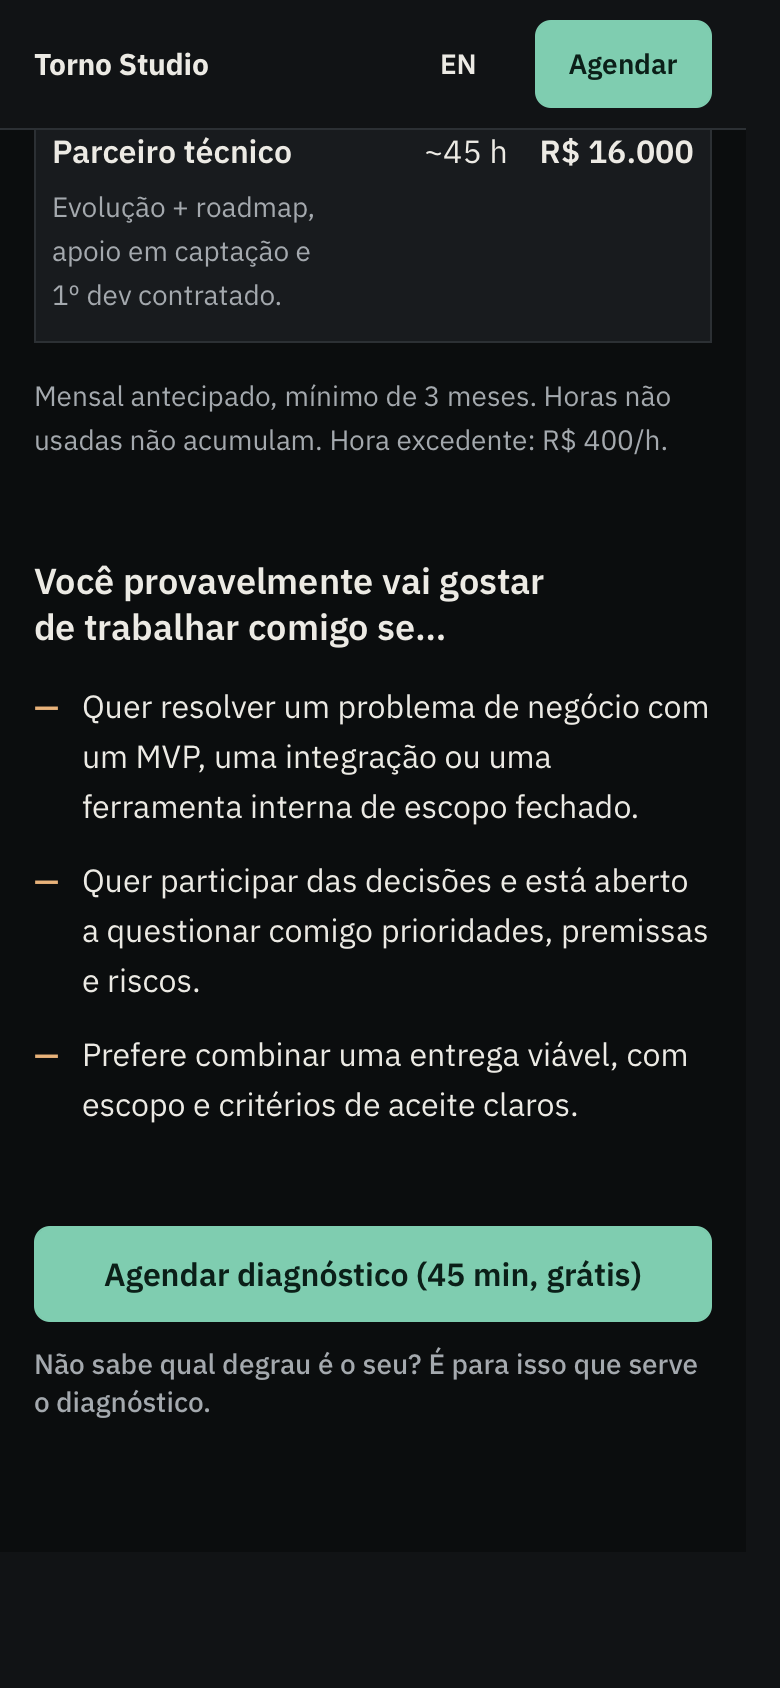 Torno Studio
EN
Agendar
Parceiro técnico ~45 h R$ 16.000
Evolução + roadmap,
apoio em captação e
1º dev contratado.
Mensal antecipado, mínimo de 3 meses. Horas não
usadas não acumulam. Hora excedente: R$ 400/h.
Você provavelmente vai gostar
de trabalhar comigo se...
— Quer resolver um problema de negócio com
um MVP, uma integração ou uma
ferramenta interna de escopo fechado.
— Quer participar das decisões e está aberto
a questionar comigo prioridades, premissas
e riscos.
— Prefere combinar uma entrega viável, com
escopo e critérios de aceite claros.
Agendar diagnóstico (45 min, grátis)
Não sabe qual degrau é o seu? É para isso que serve
o diagnóstico.